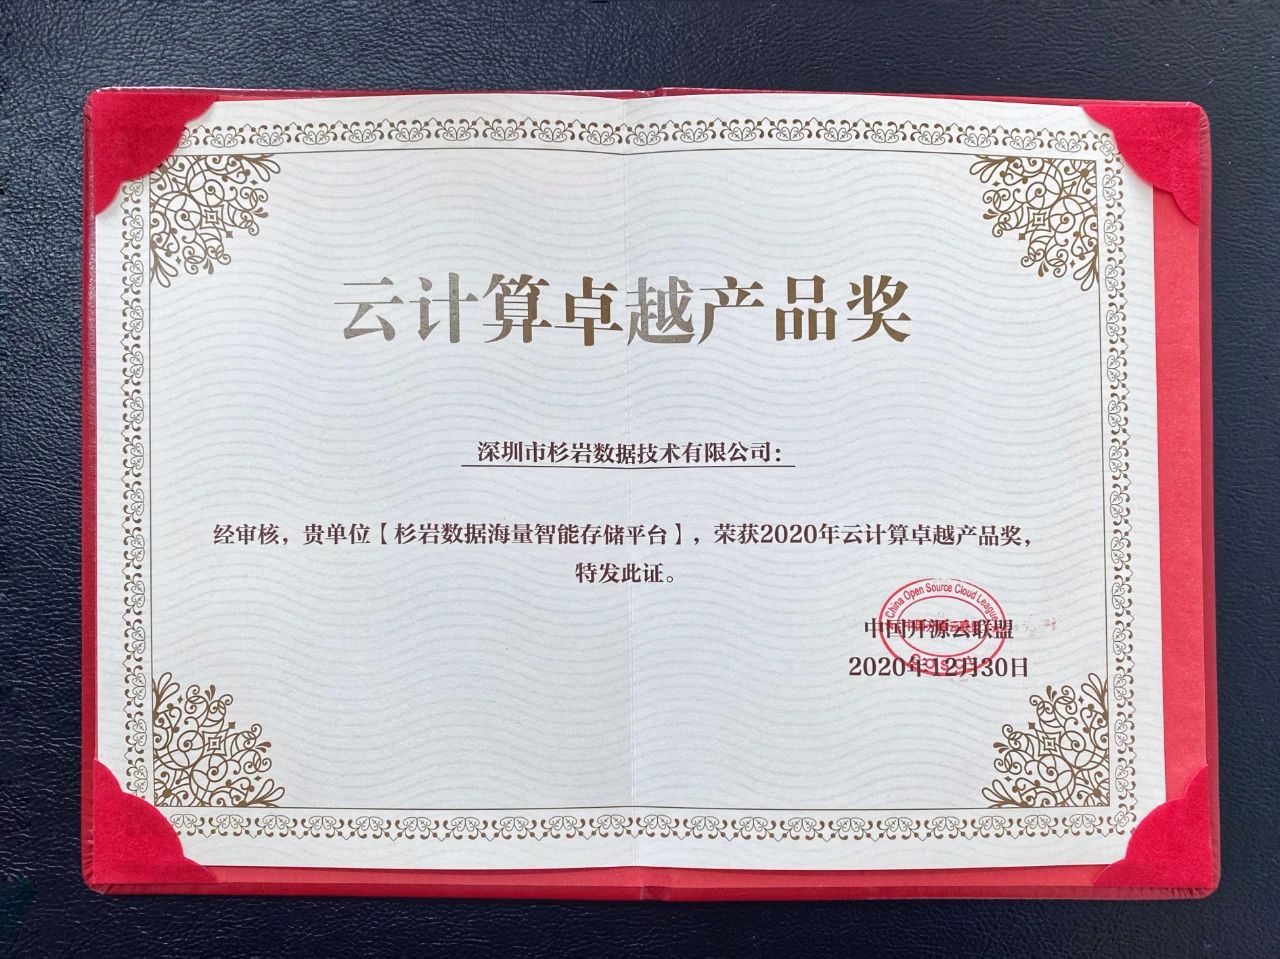 云计算卓越产品奖
深圳市杉岩数据技术有限公司：
经审核，贵单位【杉岩数据海量智能存储平台】，荣获2020年云计算卓越产品奖，
特发此证。
China Open Source Cloud League
中国开源云联盟
2020年12月30日